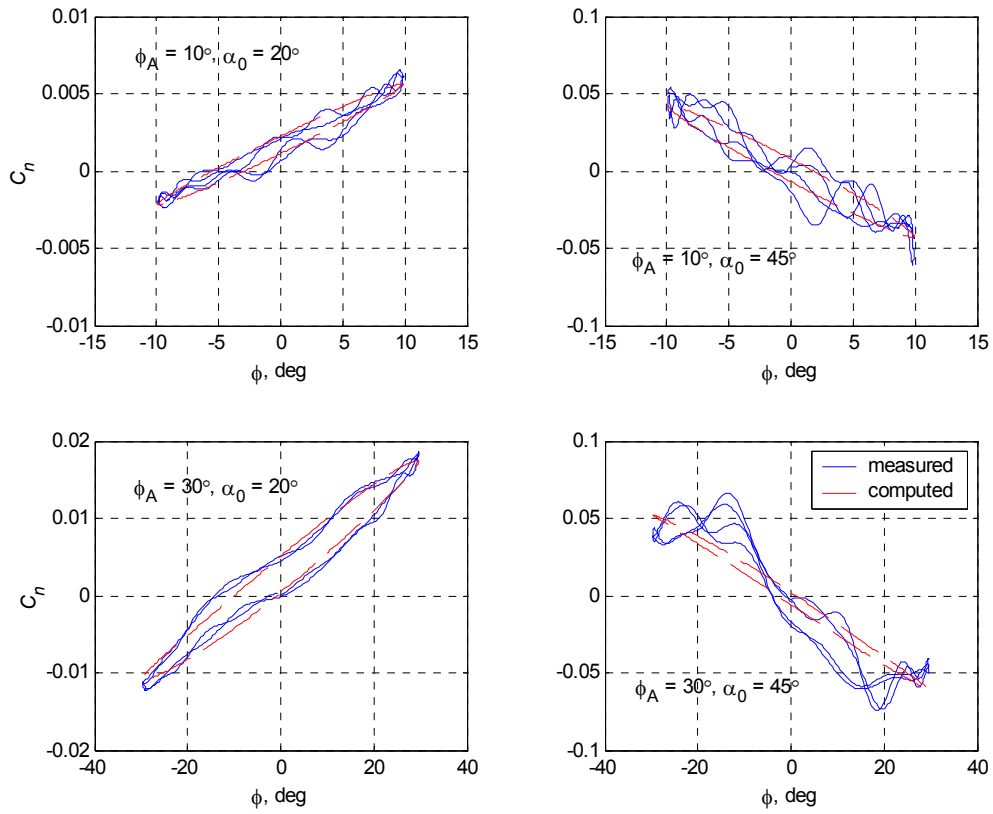 0.01
ϕA = 10°, α0 = 20°
0.005
Cn
0
-0.005
-0.01
-15 -10 -5 0 5 10 15
ϕ, deg
0.1
0.05
0
-0.05
ϕA = 10°, α0 = 45°
-0.1
-15 -10 -5 0 5 10 15
ϕ, deg
0.02
ϕA = 30°, α0 = 20°
0.01
Cn
0
-0.01
-0.02
-40 -20 0 20 40
ϕ, deg
0.1
measured
computed
0.05
0
-0.05
ϕA = 30°, α0 = 45°
-0.1
-40 -20 0 20 40
ϕ, deg